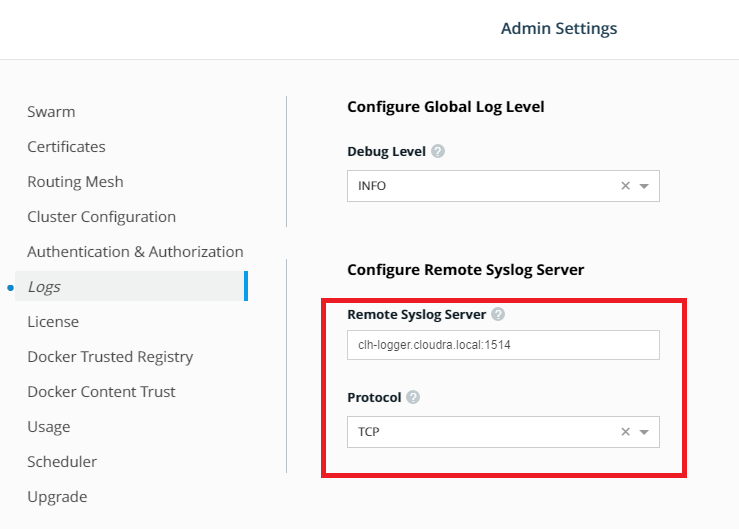 Admin Settings
Swarm
Certificates
Routing Mesh
Cluster Configuration
Authentication & Authorization
Logs
License
Docker Trusted Registry
Docker Content Trust
Usage
Scheduler
Upgrade
Configure Global Log Level
Debug Level ?
INFO
Configure Remote Syslog Server
Remote Syslog Server ?
clh-logger.cloudra.local:1514
Protocol ?
TCP